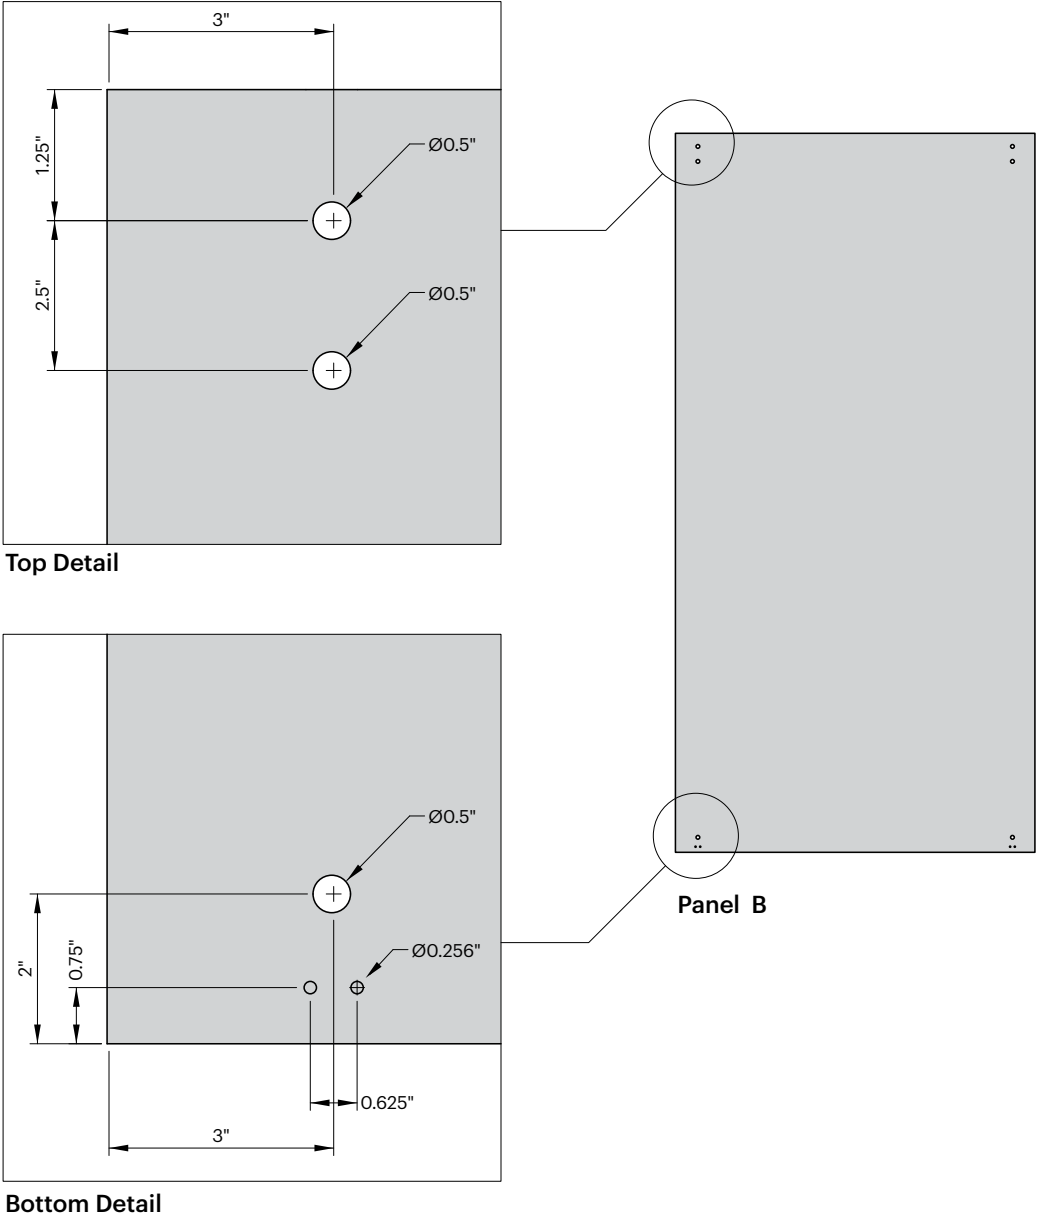 3"
1.25"
Ø0.5"
2.5"
Ø0.5"
Top Detail
Ø0.5"
Panel B
2"
0.75"
Ø0.256"
0.625"
3"
Bottom Detail